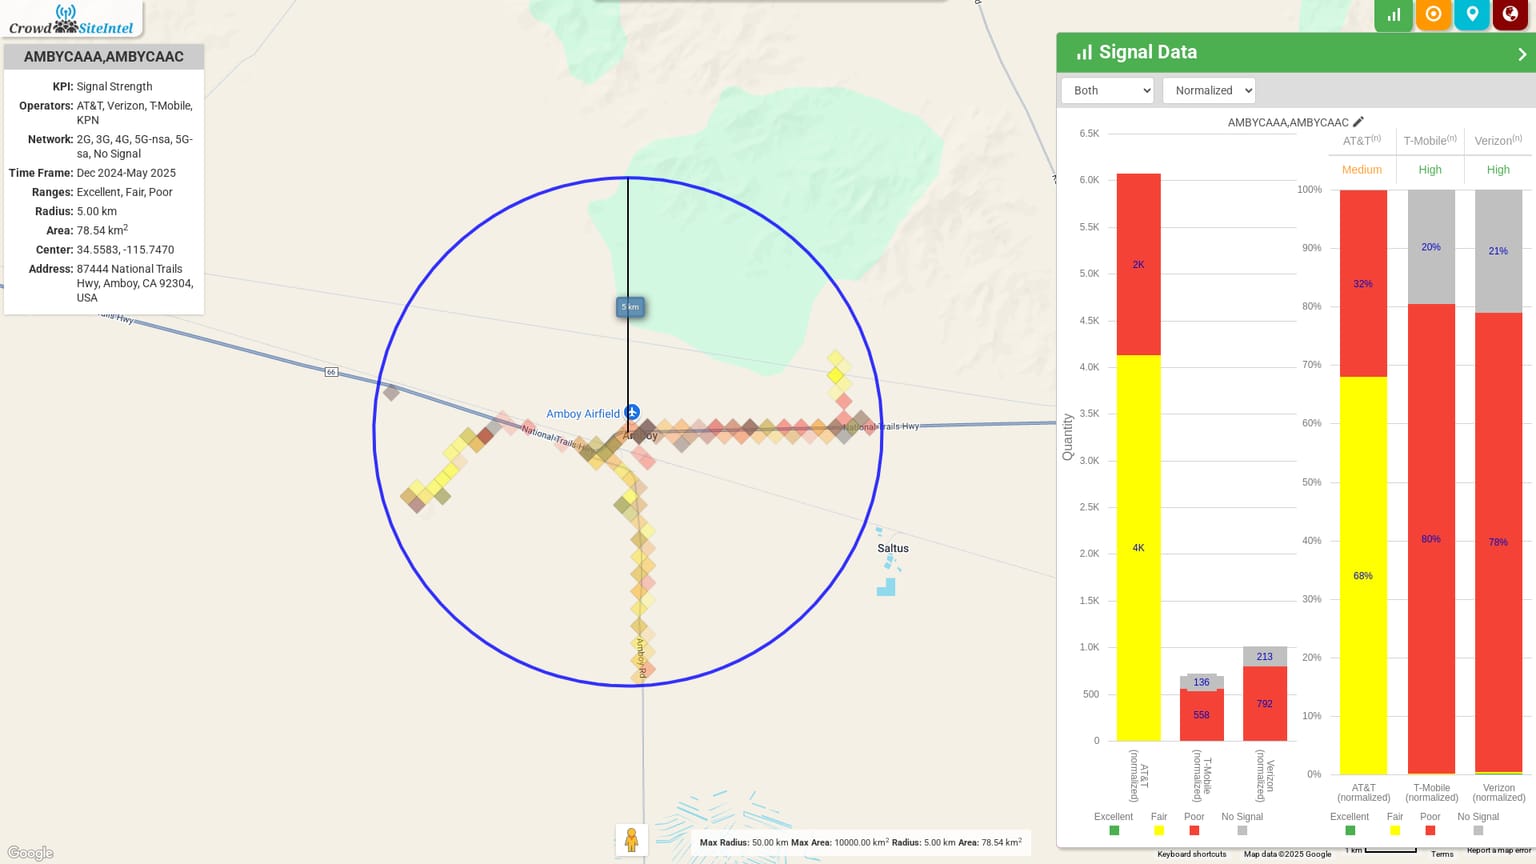 CrowdSiteIntel
AMBYCAAA,AMBYCAAC
KPI: Signal Strength
Operators: AT&T, Verizon, T-Mobile,
KPN
Network: 2G, 3G, 4G, 5G-nsa, 5G-
sa, No Signal
Time Frame: Dec 2024-May 2025
Ranges: Excellent, Fair, Poor
Radius: 5.00 km
Area: 78.54 km²
Center: 34.5583, -115.7470
Address: 87444 National Trails
Hwy, Amboy, CA 92304,
USA
66
5 km
Amboy Airfield
National Trails Hwy
Amboy
National Trails Hwy
Saltus
Amboy Rd
Max Radius: 50.00 km Max Area: 10000.00 km² Radius: 5.00 km Area: 78.54 km²
Google
Signal Data
Both
Normalized
AMBYCAAA,AMBYCAAC
6.5K
6.0K
5.5K
5.0K
4.5K
4.0K
3.5K
3.0K
2.5K
2.0K
1.5K
1.0K
500
0
Quantity
2K
4K
136
558
213
792
AT&T
(normalized)
T-Mobile
(normalized)
Verizon
(normalized)
Excellent Fair Poor No Signal
AT&T(n) T-Mobile(n) Verizon(n)
Medium High High
100%
90%
80%
70%
60%
50%
40%
30%
20%
10%
0%
32%
68%
20%
80%
21%
78%
AT&T
(normalized)
T-Mobile
(normalized)
Verizon
(normalized)
Excellent Fair Poor No Signal
Keyboard shortcuts Map data ©2025 Google 1 km Terms Report a map error